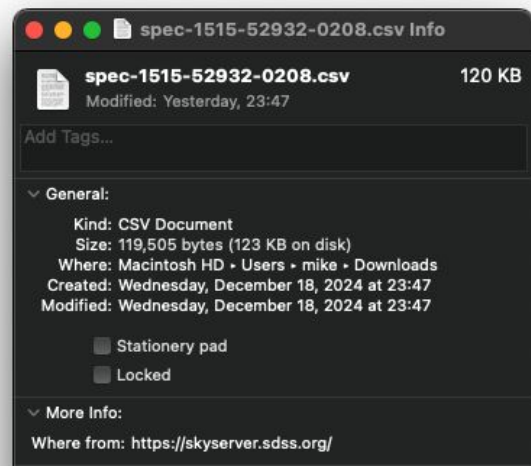 spec-1515-52932-0208.csv Info
spec-1515-52932-0208.csv 120 KB
Modified: Yesterday, 23:47
Add Tags...
General:
Kind: CSV Document
Size: 119,505 bytes (123 KB on disk)
Where: Macintosh HD ▸ Users ▸ mike ▸ Downloads
Created: Wednesday, December 18, 2024 at 23:47
Modified: Wednesday, December 18, 2024 at 23:47
Stationery pad
Locked
More Info:
Where from: https://skyserver.sdss.org/